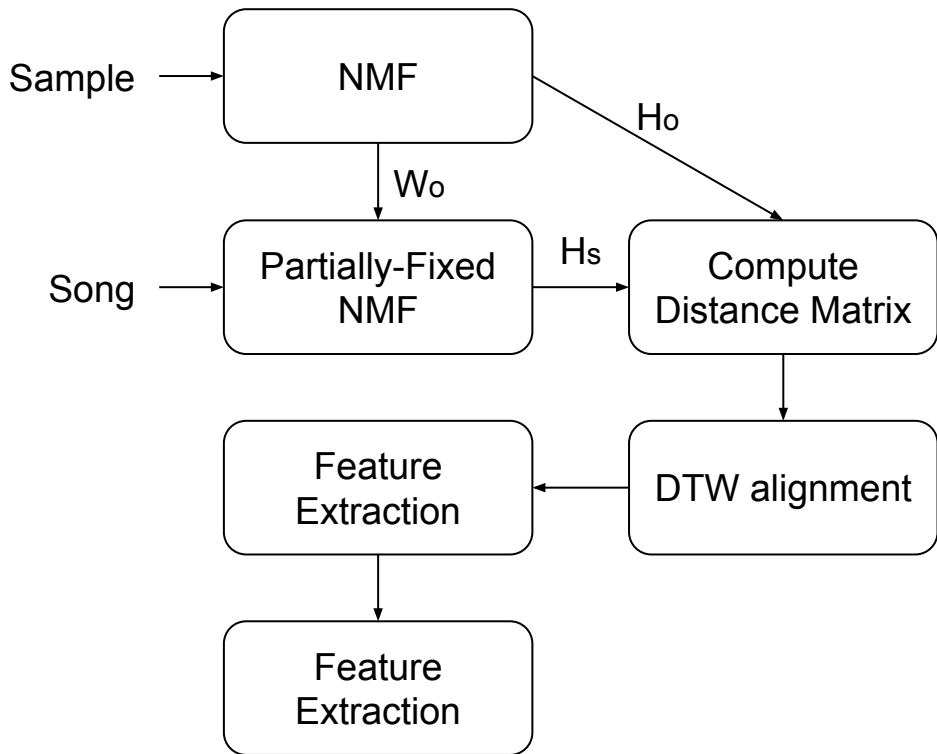 Sample
NMF
Ho
Wo
Song
Partially-Fixed
NMF
Hs
Compute
Distance Matrix
Feature
Extraction
DTW alignment
Feature
Extraction